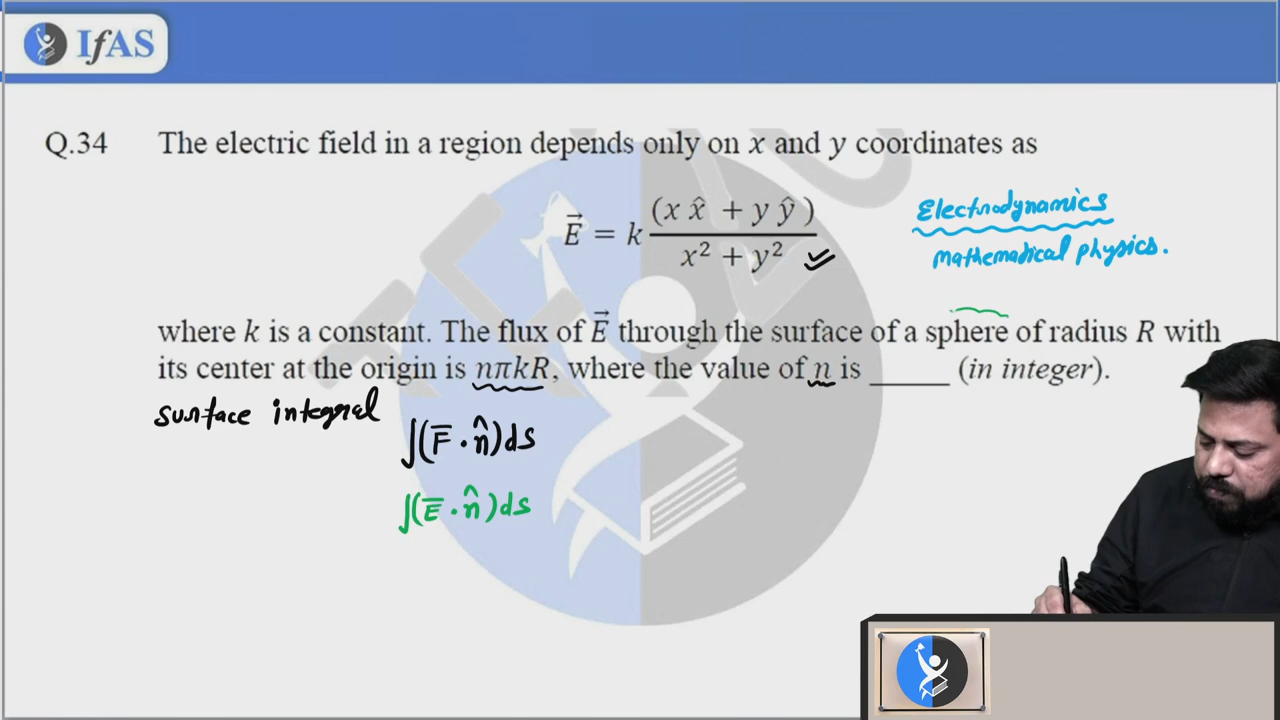 IfAS
Q.34 The electric field in a region depends only on x and y coordinates as
E⃗ = k (x x̂ + y ŷ) / (x² + y²)
Electrodynamics
mathematical physics.
where k is a constant. The flux of E⃗ through the surface of a sphere of radius R with
its center at the origin is nπkR, where the value of n is _____ (in integer).
surface integral
∫(F̅ · n̂)ds
∫(E̅ · n̂)ds